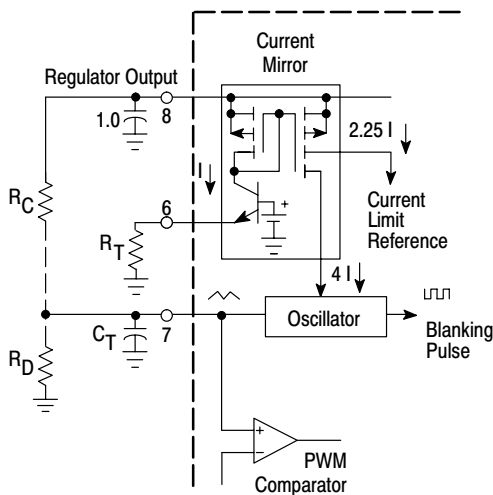 Current
Mirror
Regulator Output
1.0
8
2.25 I
I
R_C
6
+
Current
Limit
Reference
R_T
4 I
Oscillator
Blanking
Pulse
C_T
7
R_D
+
−
PWM
Comparator